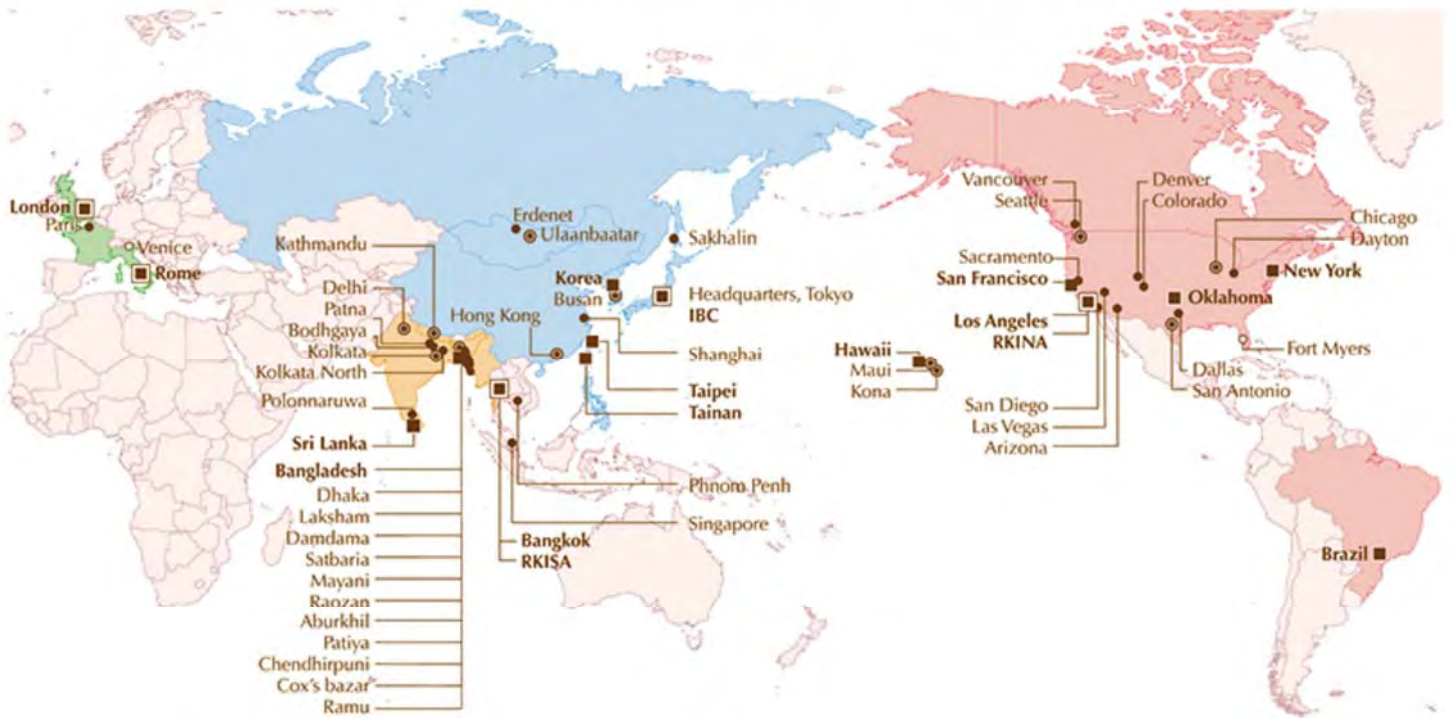 London
Paris
Venice
Rome
Kathmandu
Delhi
Patna
Bodhgaya
Kolkata
Kolkata North
Polonnaruwa
Sri Lanka
Bangladesh
Dhaka
Laksham
Damdama
Satbaria
Mayani
Raozan
Aburkhil
Patiya
Chendhirpuni
Cox's bazar
Ramu
Erdenet
Ulaanbaatar
Sakhalin
Korea
Busan
Headquarters, Tokyo
IBC
Hong Kong
Shanghai
Taipei
Tainan
Phnom Penh
Singapore
Bangkok
RKISA
Hawaii
Maui
Kona
Vancouver
Seattle
Sacramento
San Francisco
Los Angeles
RKINA
San Diego
Las Vegas
Arizona
Denver
Colorado
Chicago
Dayton
New York
Oklahoma
Fort Myers
Dallas
San Antonio
Brazil